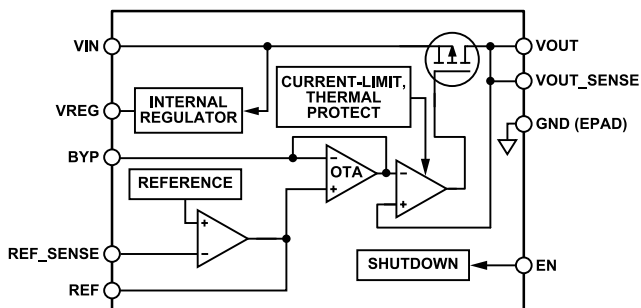 VIN
VOUT
CURRENT-LIMIT,
THERMAL
PROTECT
VOUT_SENSE
VREG
INTERNAL
REGULATOR
GND (EPAD)
BYP
REFERENCE
–
OTA
+
–
+
+
–
REF_SENSE
SHUTDOWN
EN
REF